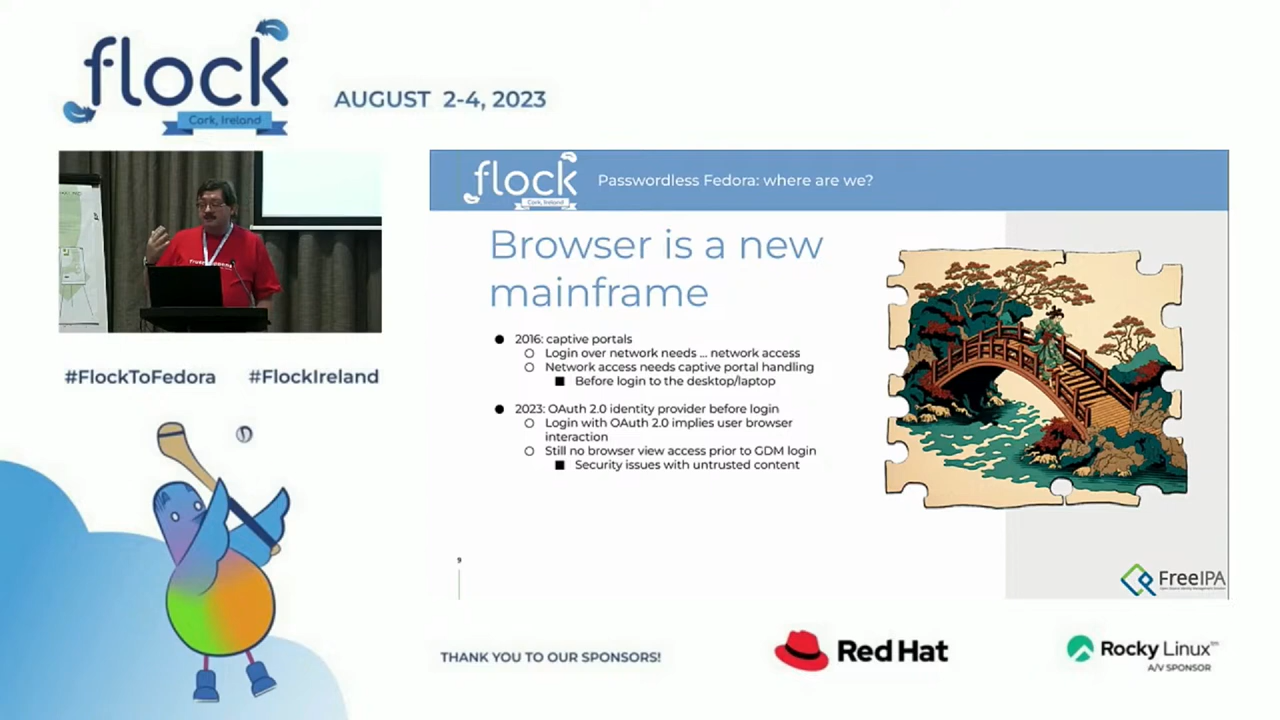 flock
Cork, Ireland
AUGUST 2-4, 2023
#FlockToFedora #FlockIreland
flock
Cork, Ireland
Passwordless Fedora: where are we?
Browser is a new
mainframe
● 2016: captive portals
○ Login over network needs ... network access
○ Network access needs captive portal handling
■ Before login to the desktop/laptop
● 2023: OAuth 2.0 identity provider before login
○ Login with OAuth 2.0 implies user browser
interaction
○ Still no browser view access prior to GDM login
■ Security issues with untrusted content
9
FreeIPA
THANK YOU TO OUR SPONSORS!
Red Hat
Rocky Linux™
A/V SPONSOR